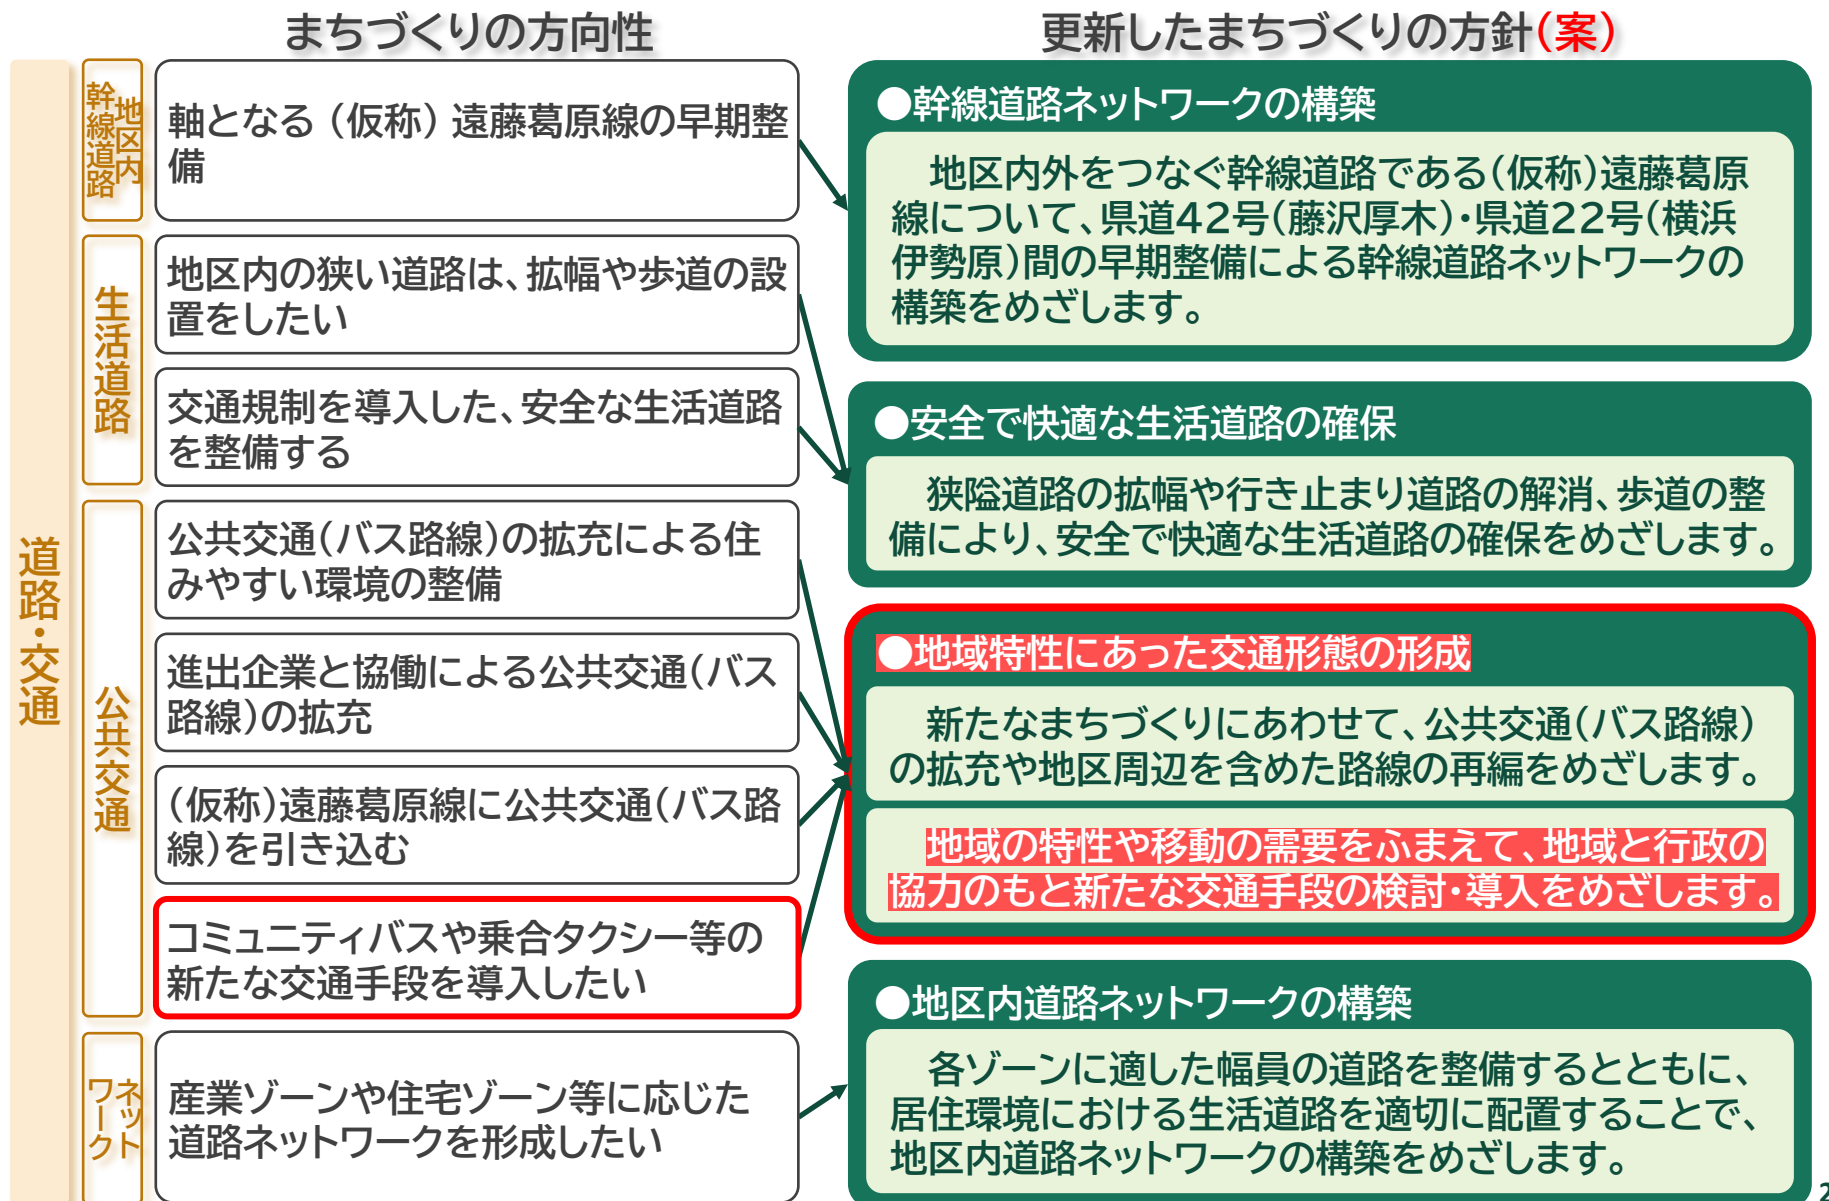 まちづくりの方向性
更新したまちづくりの方針(案)
道路・交通
地区内
幹線道路
軸となる（仮称）遠藤葛原線の早期整
備
生活道路
地区内の狭い道路は、拡幅や歩道の設
置をしたい
交通規制を導入した、安全な生活道路
を整備する
公共交通
公共交通(バス路線)の拡充による住
みやすい環境の整備
進出企業と協働による公共交通(バス
路線)の拡充
(仮称)遠藤葛原線に公共交通(バス路
線)を引き込む
コミュニティバスや乗合タクシー等の
新たな交通手段を導入したい
ネット
ワーク
産業ゾーンや住宅ゾーン等に応じた
道路ネットワークを形成したい
●幹線道路ネットワークの構築
地区内外をつなぐ幹線道路である(仮称)遠藤葛原
線について、県道42号(藤沢厚木)・県道22号(横浜
伊勢原)間の早期整備による幹線道路ネットワークの
構築をめざします。
●安全で快適な生活道路の確保
狭隘道路の拡幅や行き止まり道路の解消、歩道の整
備により、安全で快適な生活道路の確保をめざします。
●地域特性にあった交通形態の形成
新たなまちづくりにあわせて、公共交通(バス路線)
の拡充や地区周辺を含めた路線の再編をめざします。
地域の特性や移動の需要をふまえて、地域と行政の
協力のもと新たな交通手段の検討・導入をめざします。
●地区内道路ネットワークの構築
各ゾーンに適した幅員の道路を整備するとともに、
居住環境における生活道路を適切に配置することで、
地区内道路ネットワークの構築をめざします。